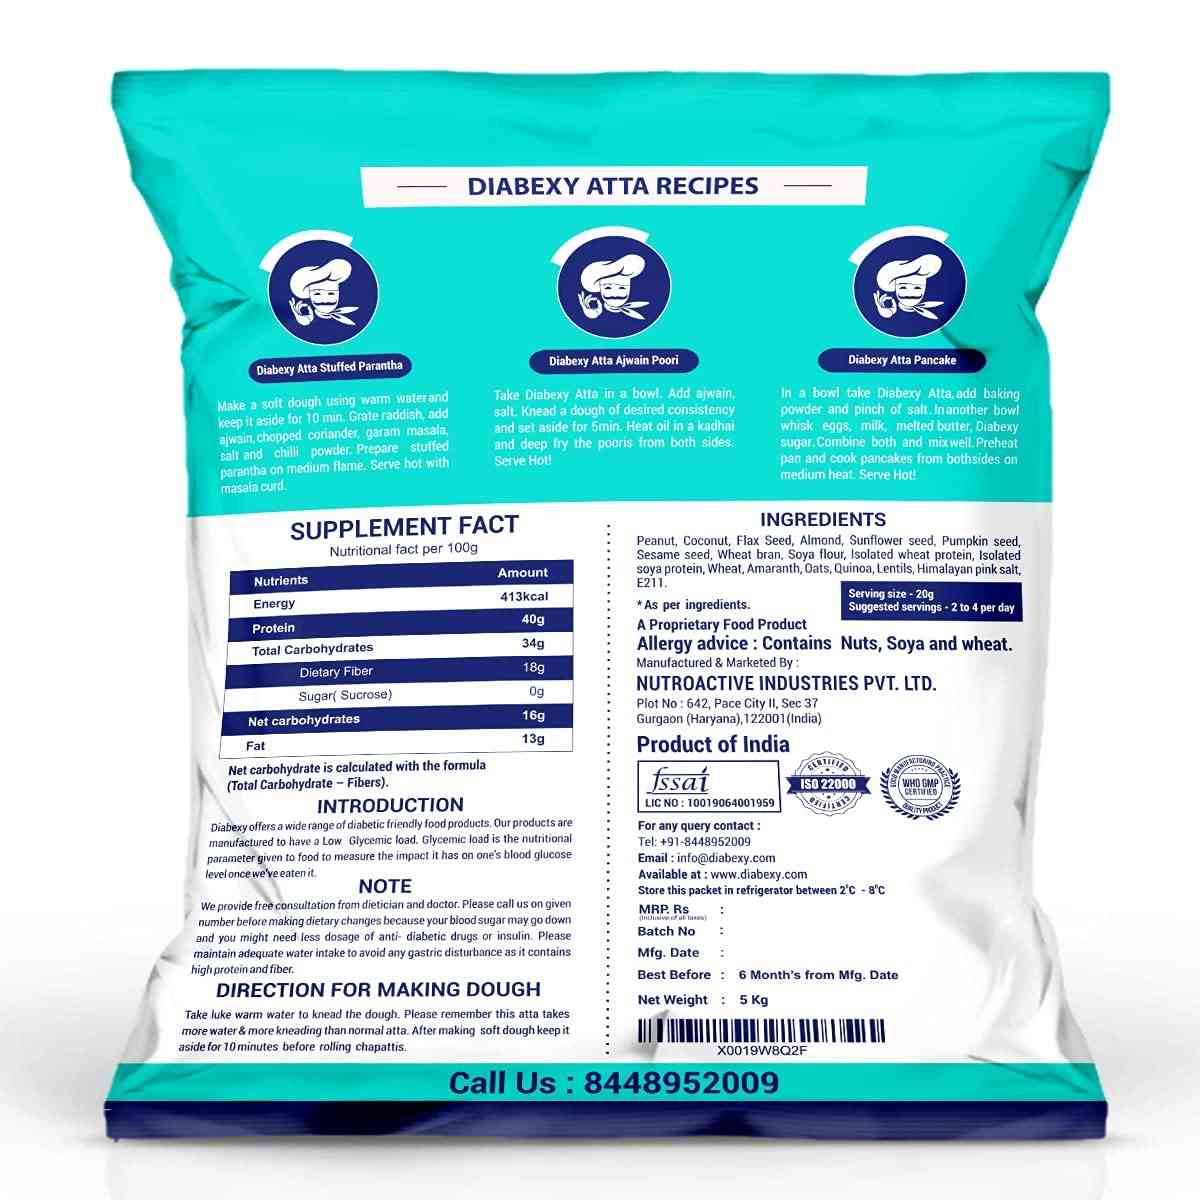 DIABEXY ATTA RECIPES
Diabexy Atta Stuffed Parantha
Make a soft dough using warm water and
keep it aside for 10 min. Grate raddish, add
ajwain, chopped coriander, garam masala,
salt and chilli powder. Prepare stuffed
parantha on medium flame. Serve hot with
masala curd.
Diabexy Atta Ajwain Poori
Take Diabexy Atta in a bowl. Add ajwain,
salt. Knead a dough of desired consistency
and set aside for 5min. Heat oil in a kadhai
and deep fry the pooris from both sides.
Serve Hot!
Diabexy Atta Pancake
In a bowl take Diabexy Atta, add baking
powder and pinch of salt. In another bowl
whisk eggs, milk, melted butter, Diabexy
sugar. Combine both and mix well. Preheat
pan and cook pancakes from bothsides on
medium heat. Serve Hot!
SUPPLEMENT FACT
Nutritional fact per 100g
Nutrients Amount
Energy 413kcal
Protein 40g
Total Carbohydrates 34g
Dietary Fiber 18g
Sugar( Sucrose) 0g
Net carbohydrates 16g
Fat 13g
Net carbohydrate is calculated with the formula
(Total Carbohydrate – Fibers).
INTRODUCTION
Diabexy offers a wide range of diabetic friendly food products. Our products are
manufactured to have a Low Glycemic load. Glycemic load is the nutritional
parameter given to food to measure the impact it has on one's blood glucose
level once we've eaten it.
NOTE
We provide free consultation from dietician and doctor. Please call us on given
number before making dietary changes because your blood sugar may go down
and you might need less dosage of anti- diabetic drugs or insulin. Please
maintain adequate water intake to avoid any gastric disturbance as it contains
high protein and fiber.
DIRECTION FOR MAKING DOUGH
Take luke warm water to knead the dough. Please remember this atta takes
more water & more kneading than normal atta. After making soft dough keep it
aside for 10 minutes before rolling chapattis.
INGREDIENTS
Peanut, Coconut, Flax Seed, Almond, Sunflower seed, Pumpkin seed,
Sesame seed, Wheat bran, Soya flour, Isolated wheat protein, Isolated
soya protein, Wheat, Amaranth, Oats, Quinoa, Lentils, Himalayan pink salt,
E211.
Serving size - 20g
Suggested servings - 2 to 4 per day
*As per ingredients.
A Proprietary Food Product
Allergy advice : Contains Nuts, Soya and wheat.
Manufactured & Marketed By :
NUTROACTIVE INDUSTRIES PVT. LTD.
Plot No : 642, Pace City II, Sec 37
Gurgaon (Haryana),122001(India)
Product of India
fssai
LIC NO : 10019064001959
CERTIFIED
ISO 22000
CERTIFIED
GOOD MANUFACTURING PRACTICE
WHO GMP
CERTIFIED
QUALITY PRODUCT
For any query contact :
Tel: +91-8448952009
Email : info@diabexy.com
Available at : www.diabexy.com
Store this packet in refrigerator between 2°C - 8°C
MRP. Rs :
(Inclusive of all taxes)
Batch No :
Mfg. Date :
Best Before : 6 Month's from Mfg. Date
Net Weight : 5 Kg
X0019W8Q2F
Call Us : 8448952009